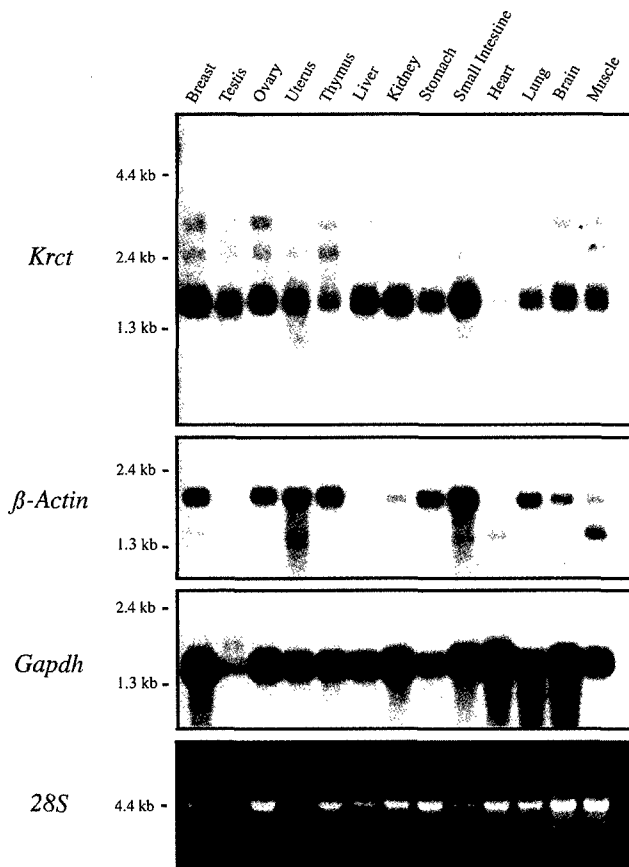 Breast Testis Ovary Uterus Thymus Liver Kidney Stomach Small Intestine Heart Lung Brain Muscle
4.4 kb -
Krct 2.4 kb -
1.3 kb -
2.4 kb -
β-Actin
1.3 kb -
2.4 kb -
Gapdh
1.3 kb -
28S 4.4 kb -